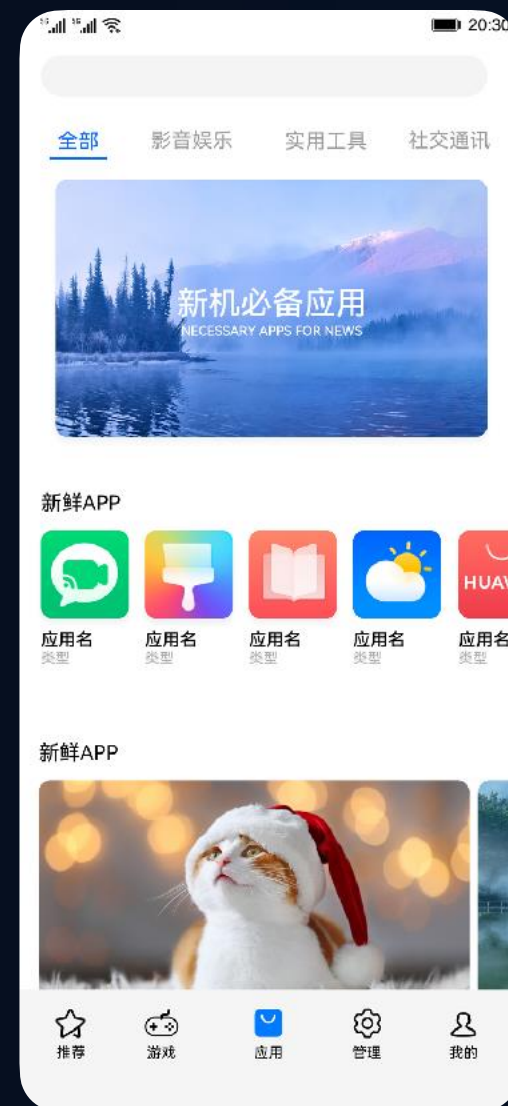 5G 5G 20:30
全部 影音娱乐 实用工具 社交通讯
新机必备应用
NECESSARY APPS FOR NEWS
新鲜APP
HUAW
应用名 应用名 应用名 应用名 应用名
类型 类型 类型 类型 类型
新鲜APP
推荐 游戏 应用 管理 我的